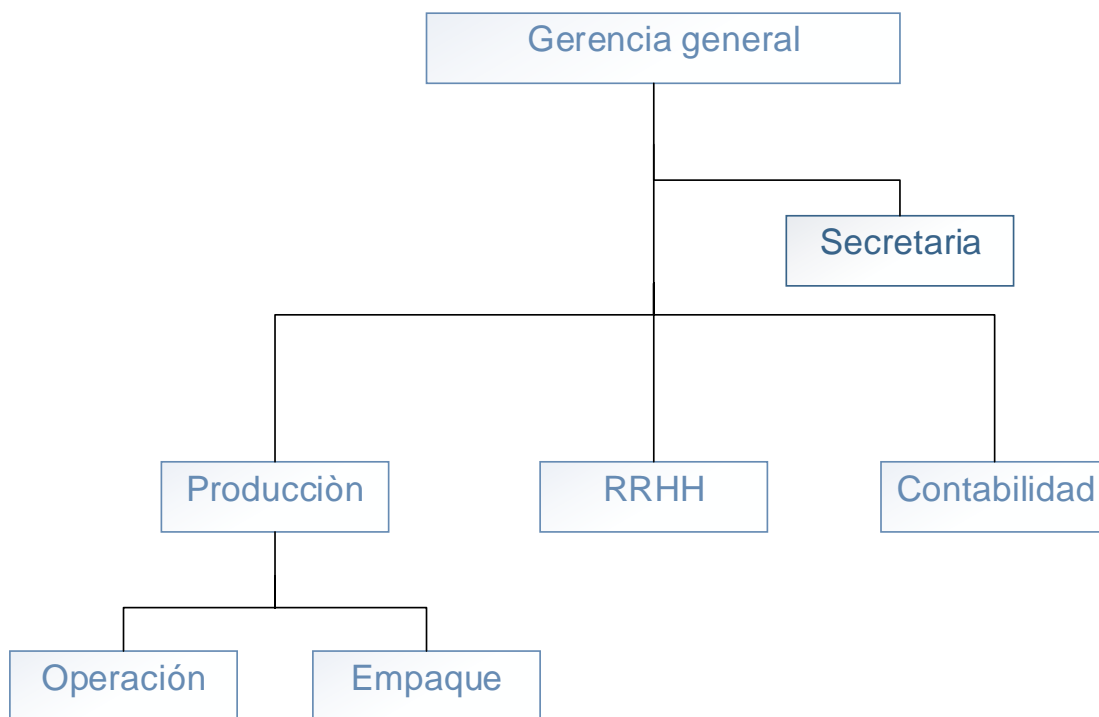 Gerencia general
Secretaria
Producciòn
RRHH
Contabilidad
Operación
Empaque